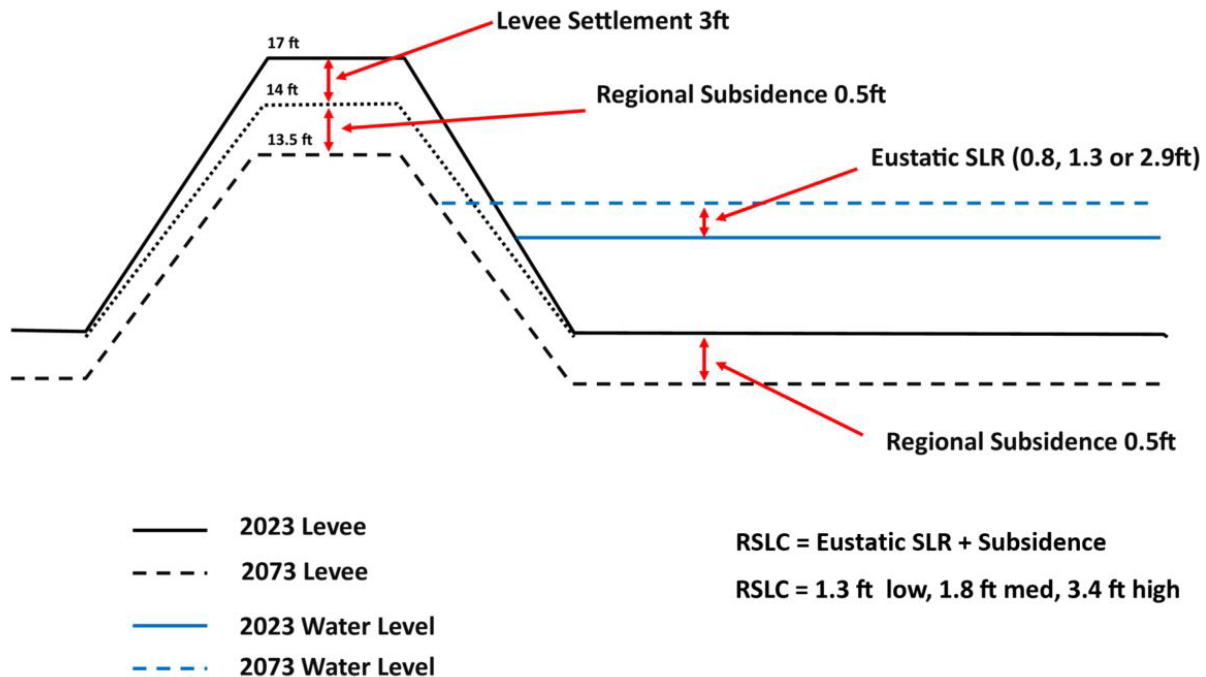 Levee Settlement 3ft
17 ft
Regional Subsidence 0.5ft
14 ft
13.5 ft
Eustatic SLR (0.8, 1.3 or 2.9ft)
Regional Subsidence 0.5ft
2023 Levee
2073 Levee
2023 Water Level
2073 Water Level
RSLC = Eustatic SLR + Subsidence
RSLC = 1.3 ft low, 1.8 ft med, 3.4 ft high